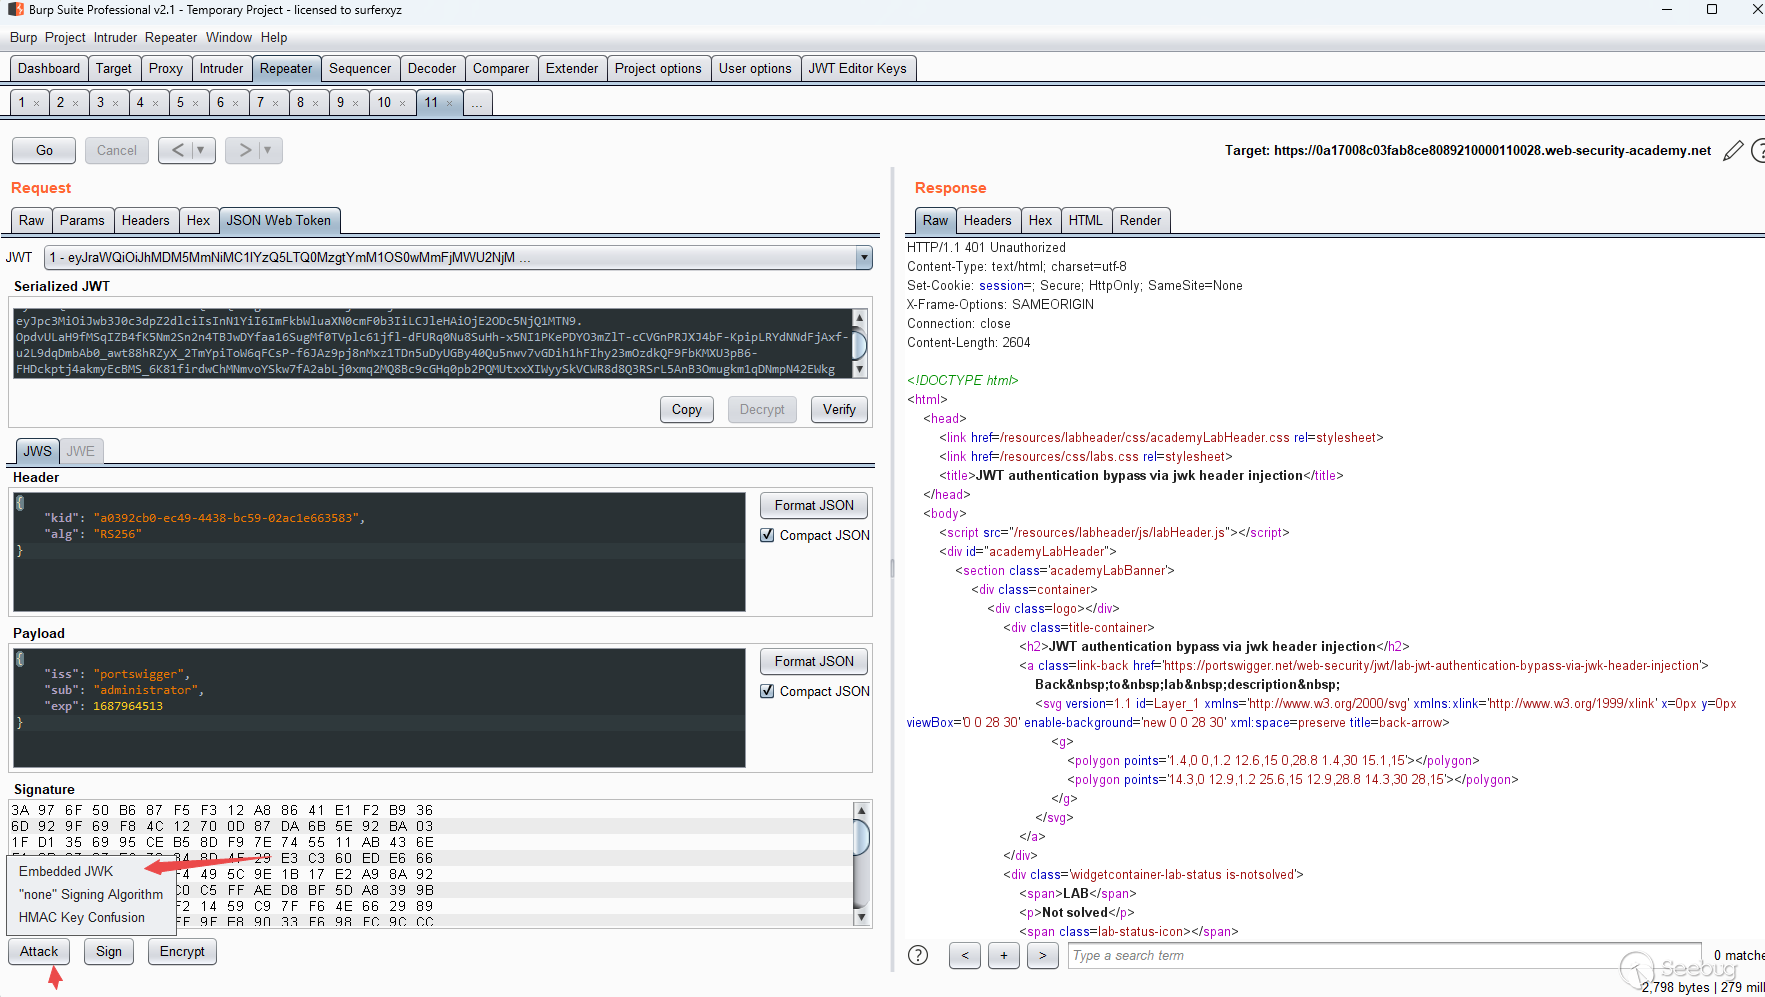 Burp Suite Professional v2.1 - Temporary Project - licensed to surferxyz
Burp Project Intruder Repeater Window Help
Dashboard Target Proxy Intruder Repeater Sequencer Decoder Comparer Extender Project options User options JWT Editor Keys
1 × 2 × 3 × 4 × 5 × 6 × 7 × 8 × 9 × 10 × 11 × ...
Go Cancel < ▼ > ▼ Target: https://0a17008c03fab8ce8089210000110028.web-security-academy.net
Request
Raw Params Headers Hex JSON Web Token
JWT 1 - eyJraWQiOiJhMDM5MmNiMC1lYzQ5LTQ0MzgtYmM1OS0wMmFjMWU2NjM ...
Serialized JWT
eyJpc3MiOiJwb3J0c3dpZ2dlciIsInN1YiI6ImFkbWluaXN0cmF0b3IiLCJleHAiOjE2ODc5NjQ1MTN9.
OpdvULaH9fMSqIZB4fK5Nm2Sn2n4TBJwDYfaa16SugMf0TVplc61jfl-dFURq0Nu8SuHh-x5NI1PKePDYO3mZlT-cCVGnPRJXJ4bF-KpipLRYdNNdFjAxf-
u2L9dqDmbAb0_awt88hRZyX_2TmYpiToW6qFCsP-f6JAz9pj8nMxz1TDn5uDyUGBy40Qu5nwv7vGDih1hFIhy23mOzdkQF9FbKMXU3pB6-
FHDckptj4akmyEcBMS_6K81firdwChMNmvoYSkw7fA2abLj0xmq2MQ8Bc9cGHq0pb2PQMUtxxXIWyySkVCWR8d8Q3RSrL5AnB3Omugkm1qDNmpN42EWkg
Copy Decrypt Verify
JWS JWE
Header
{
"kid": "a0392cb0-ec49-4438-bc59-02ac1e663583",
"alg": "RS256"
}
Format JSON
Compact JSON
Payload
{
"iss": "portswigger",
"sub": "administrator",
"exp": 1687964513
}
Format JSON
Compact JSON
Signature
3A 97 6F 50 B6 87 F5 F3 12 A8 86 41 E1 F2 B9 36
6D 92 9F 69 F8 4C 12 70 0D 87 DA 6B 5E 92 BA 03
1F D1 35 69 95 CE B5 8D F9 7E 74 55 11 AB 43 6E
8D 4F 29 E3 C3 60 ED E6 66
F4 49 5C 9E 1B 17 E2 A9 8A 92
C0 C5 FF AE D8 BF 5D A8 39 9B
F2 14 59 C9 7F F6 4E 66 29 89
FF 9F E8 90 33 F6 98 FC 9C CC
Embedded JWK
"none" Signing Algorithm
HMAC Key Confusion
Attack Sign Encrypt
Response
Raw Headers Hex HTML Render
HTTP/1.1 401 Unauthorized
Content-Type: text/html; charset=utf-8
Set-Cookie: session=; Secure; HttpOnly; SameSite=None
X-Frame-Options: SAMEORIGIN
Connection: close
Content-Length: 2604
<!DOCTYPE html>
<html>
<head>
<link href=/resources/labheader/css/academyLabHeader.css rel=stylesheet>
<link href=/resources/css/labs.css rel=stylesheet>
<title>JWT authentication bypass via jwk header injection</title>
</head>
<body>
<script src="/resources/labheader/js/labHeader.js"></script>
<div id="academyLabHeader">
<section class='academyLabBanner'>
<div class=container>
<div class=logo></div>
<div class=title-container>
<h2>JWT authentication bypass via jwk header injection</h2>
<a class=link-back href='https://portswigger.net/web-security/jwt/lab-jwt-authentication-bypass-via-jwk-header-injection'>
Back&nbsp;to&nbsp;lab&nbsp;description&nbsp;
<svg version=1.1 id=Layer_1 xmlns='http://www.w3.org/2000/svg' xmlns:xlink='http://www.w3.org/1999/xlink' x=0px y=0px
viewBox='0 0 28 30' enable-background='new 0 0 28 30' xml:space=preserve title=back-arrow>
<g>
<polygon points='1.4,0 0,1.2 12.6,15 0,28.8 1.4,30 15.1,15'></polygon>
<polygon points='14.3,0 12.9,1.2 25.6,15 12.9,28.8 14.3,30 28,15'></polygon>
</g>
</svg>
</a>
</div>
<div class='widgetcontainer-lab-status is-notsolved'>
<span>LAB</span>
<p>Not solved</p>
<span class=lab-status-icon></span>
? < + > Type a search term 0 matche
Seebug
2,798 bytes | 279 mill